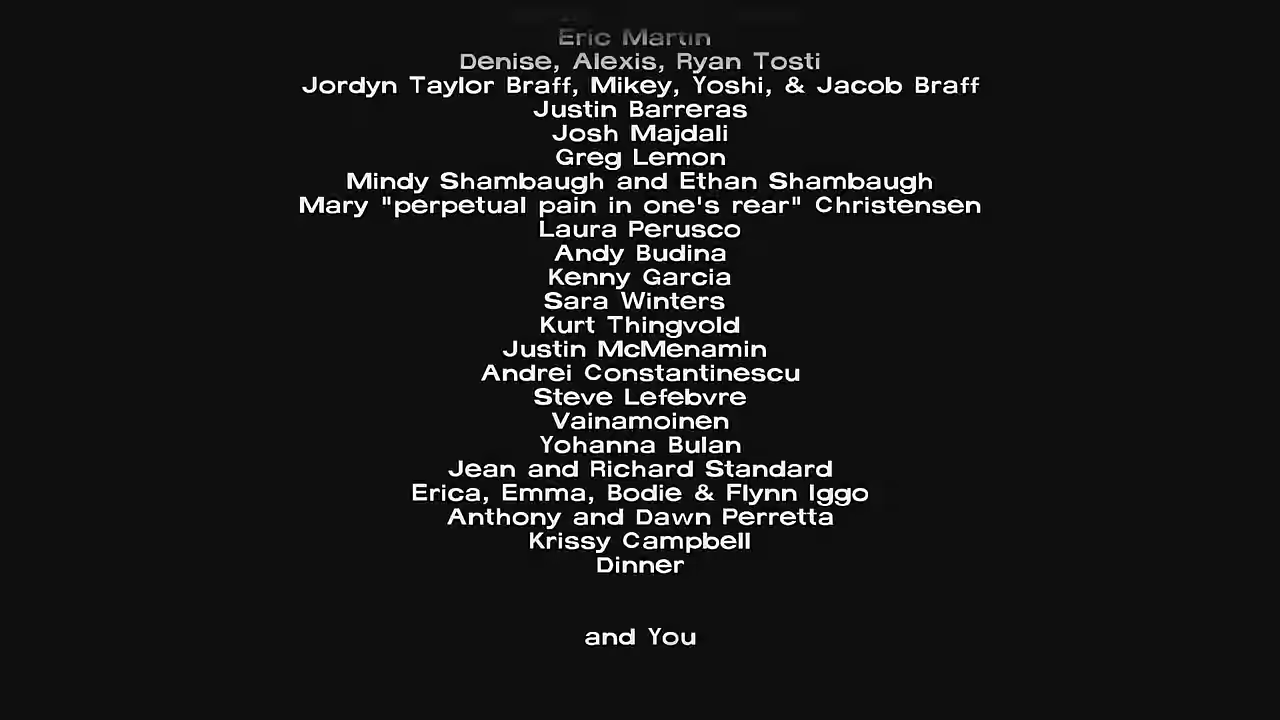 Eric Martin
Denise, Alexis, Ryan Tosti
Jordyn Taylor Braff, Mikey, Yoshi, & Jacob Braff
Justin Barreras
Josh Majdali
Greg Lemon
Mindy Shambaugh and Ethan Shambaugh
Mary "perpetual pain in one's rear" Christensen
Laura Perusco
Andy Budina
Kenny Garcia
Sara Winters
Kurt Thingvold
Justin McMenamin
Andrei Constantinescu
Steve Lefebvre
Vainamoinen
Yohanna Bulan
Jean and Richard Standard
Erica, Emma, Bodie & Flynn Iggo
Anthony and Dawn Perretta
Krissy Campbell
Dinner
and You